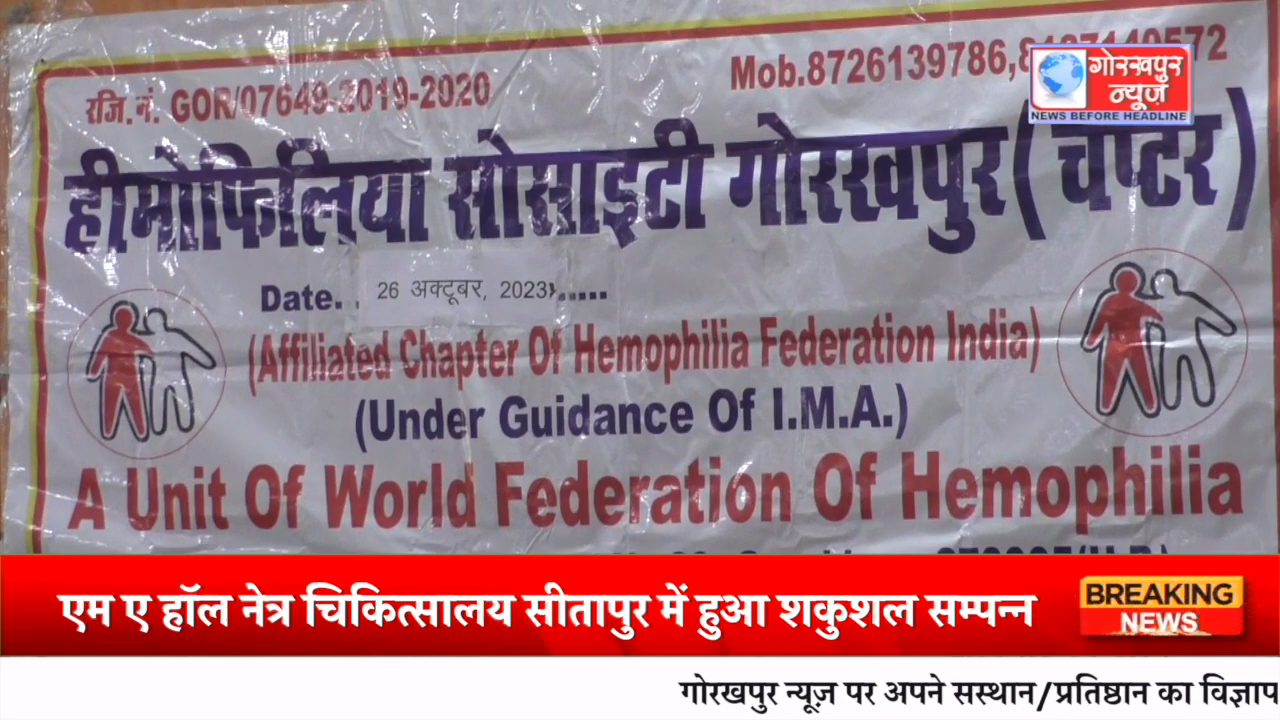 रजि. नं. GOR/07649-2019-2020
Mob.8726139786,
गोरखपुर
न्यूज़
NEWS BEFORE HEADLINE
हीमोफिलिया सोसाइटी गोरखपुर ( चप्टर )
Date. . 26 अक्टूबर, 2023 ......
(Affiliated Chapter Of Hemophilia Federation India)
(Under Guidance Of I.M.A.)
A Unit Of World Federation Of Hemophilia
एम ए हॉल नेत्र चिकित्सालय सीतापुर में हुआ शकुशल सम्पन्न
BREAKING
NEWS
गोरखपुर न्यूज़ पर अपने सस्थान/प्रतिष्ठान का विज्ञाप